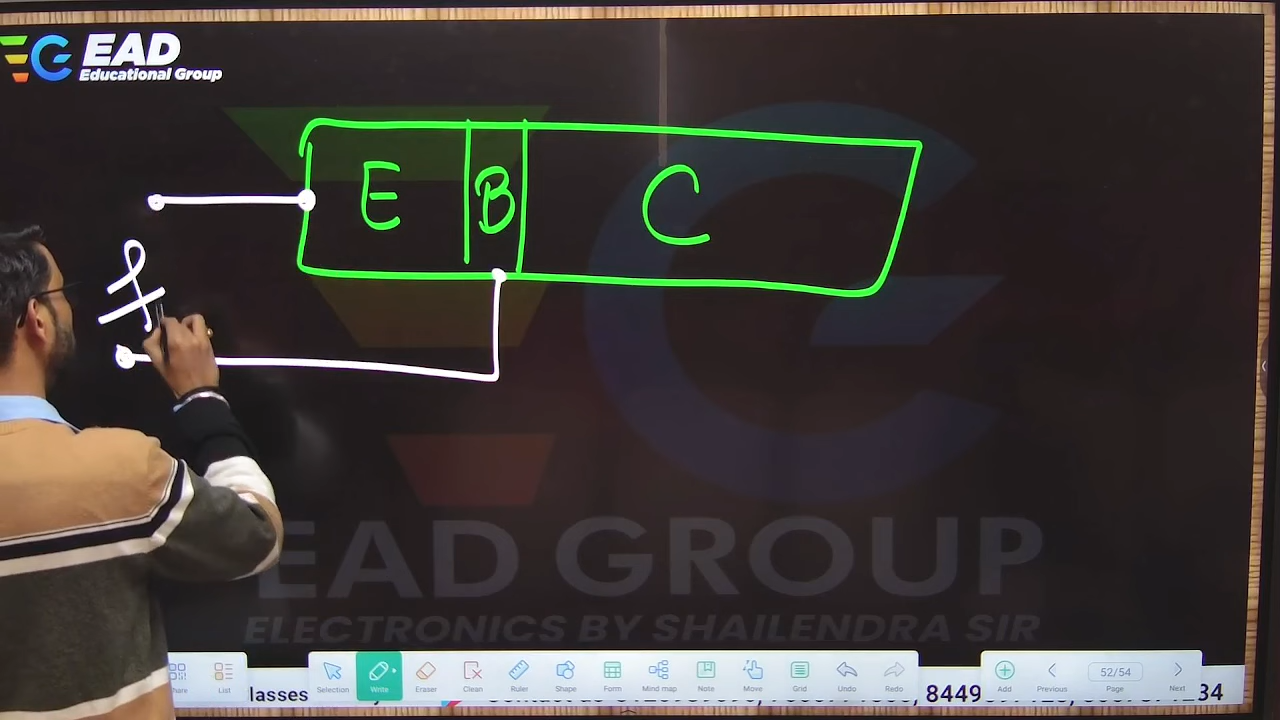 EAD
Educational Group
E B C
EAD GROUP
ELECTRONICS BY SHAILENDRA SIR
Share List Selection Write Eraser Clean Ruler Shape Form Mind map Note Move Grid Undo Redo Add Previous 52/54 Page Next
lasses 8449 34